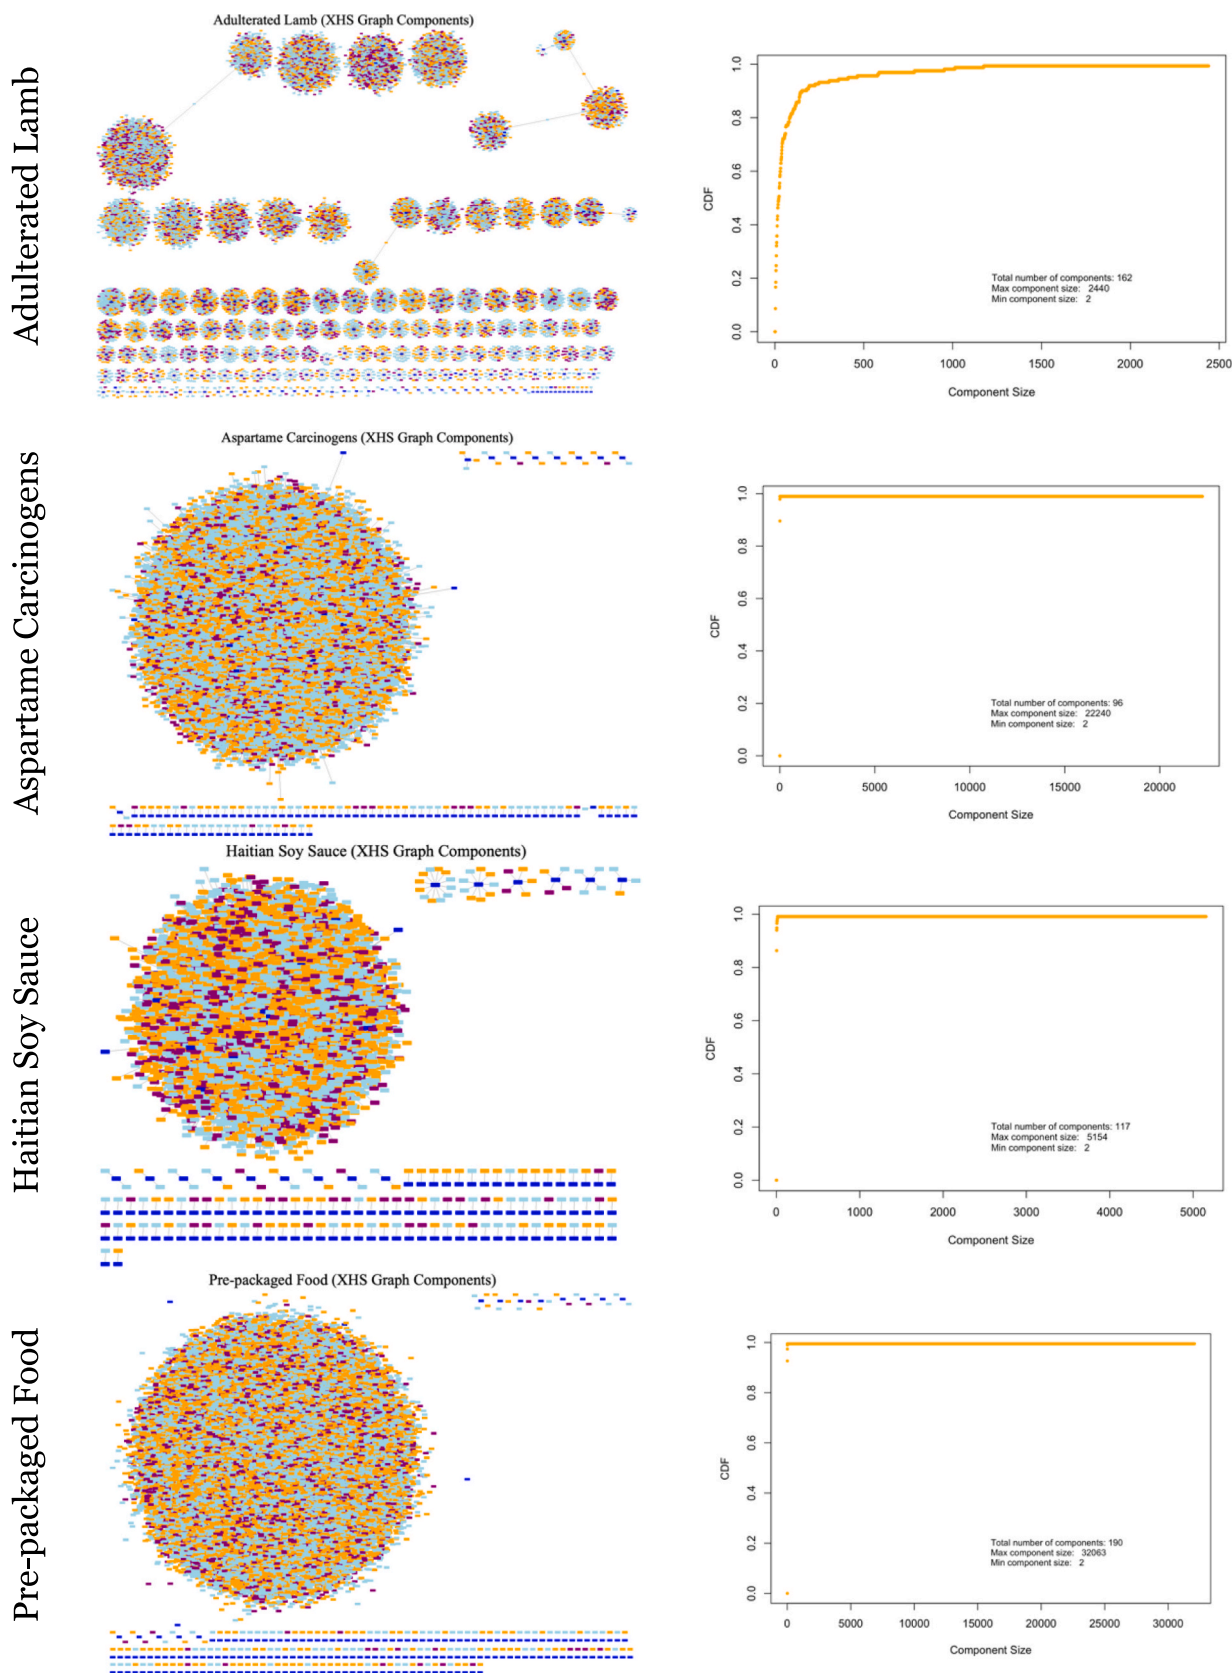 Adulterated Lamb
Adulterated Lamb (XHS Graph Components)
CDF
0.0 0.2 0.4 0.6 0.8 1.0
Total number of components: 162
Max component size: 2440
Min component size: 2
0 500 1000 1500 2000 2500
Component Size
Aspartame Carcinogens
Aspartame Carcinogens (XHS Graph Components)
CDF
0.0 0.2 0.4 0.6 0.8 1.0
Total number of components: 96
Max component size: 22240
Min component size: 2
0 5000 10000 15000 20000
Component Size
Haitian Soy Sauce
Haitian Soy Sauce (XHS Graph Components)
CDF
0.0 0.2 0.4 0.6 0.8 1.0
Total number of components: 117
Max component size: 5154
Min component size: 2
0 1000 2000 3000 4000 5000
Component Size
Pre-packaged Food
Pre-packaged Food (XHS Graph Components)
CDF
0.0 0.2 0.4 0.6 0.8 1.0
Total number of components: 190
Max component size: 32063
Min component size: 2
0 5000 10000 15000 20000 25000 30000
Component Size